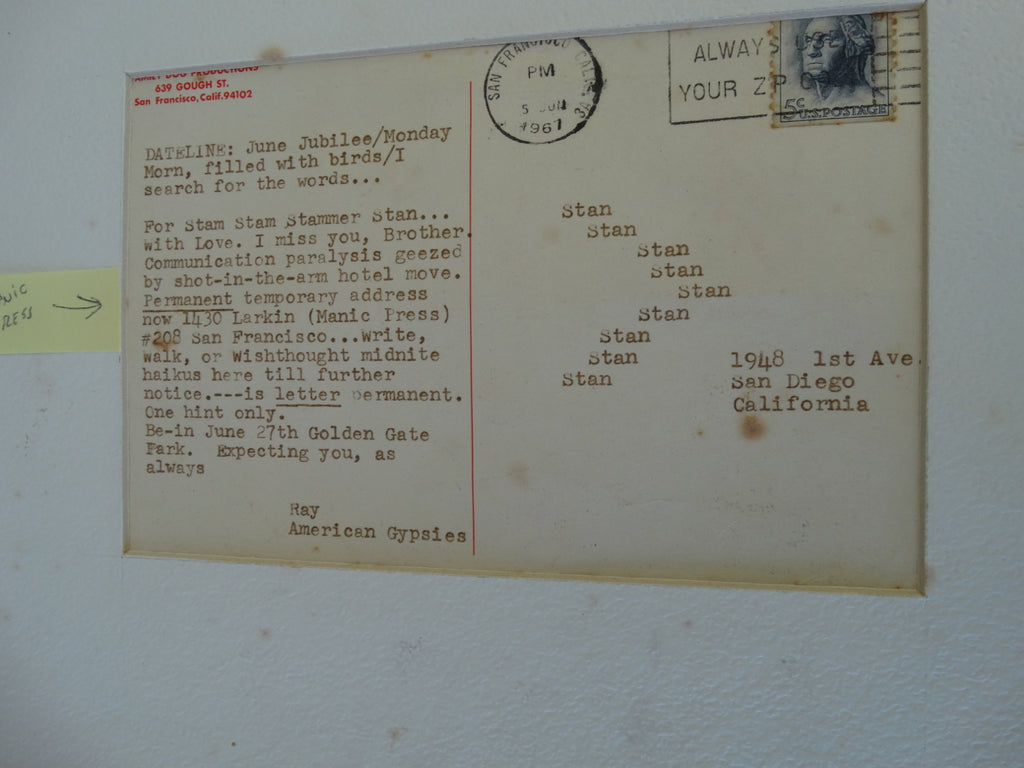 PRODUCTIONS
639 GOUGH ST.
San Francisco, Calif. 94102
DATELINE: June Jubilee/Monday
Morn, filled with birds/I
search for the words...
For Stam Stam Stammer Stan...
with Love. I miss you, Brother.
Communication paralysis geezed
by shot-in-the-arm hotel move.
Permanent temporary address
now 1430 Larkin (Manic Press)
#208 San Francisco...write,
walk, or Wishthought midnite
haikus here till further
notice.---is letter permanent.
One hint only.
Be-in June 27th Golden Gate
Park. Expecting you, as
always
Ray
American Gypsies
SAN FRANCISCO CALIF
PM
5 JUN
1967
ALWAYS
YOUR ZIP
5c U.S. POSTAGE
Stan
Stan
Stan
Stan
Stan
Stan
Stan
Stan
Stan
1948 1st Ave.
San Diego
California